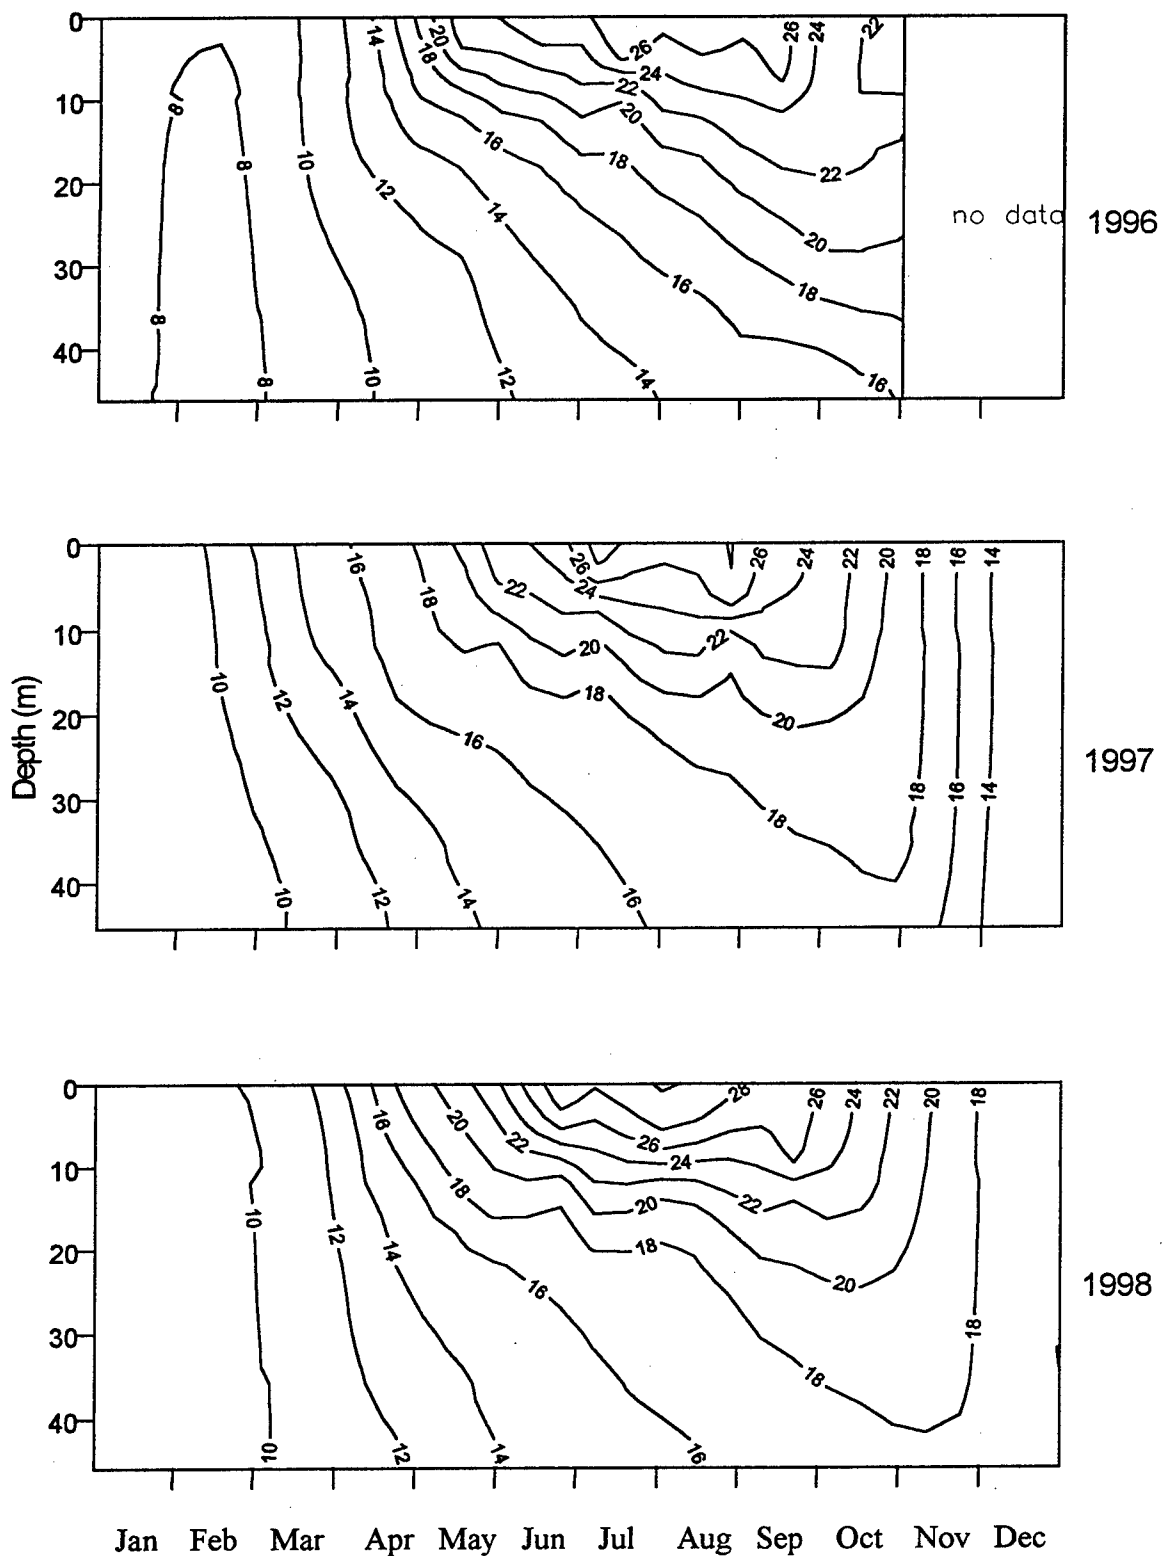 0 14 20 26 24 22
18 26
24
22
10 8 20
16
8 10 18
22
20 12
14
no data 1996
20
30 16
18
8
40
8 10 12 14 16
0 16 26 26 24 22 20 18 16 14
22 24
18
10 22
20
10 12 14 18
20 20
16
Depth (m)
1997
30 18 16 14
18
40
10 12 14 16
0 28 26 24 22 20 18
16 20
22 26
10 24
18
22
10 20
12 14 18
20
20
16
1998
30 18
18
40
10 12 14 16
Jan Feb Mar Apr May Jun Jul Aug Sep Oct Nov Dec